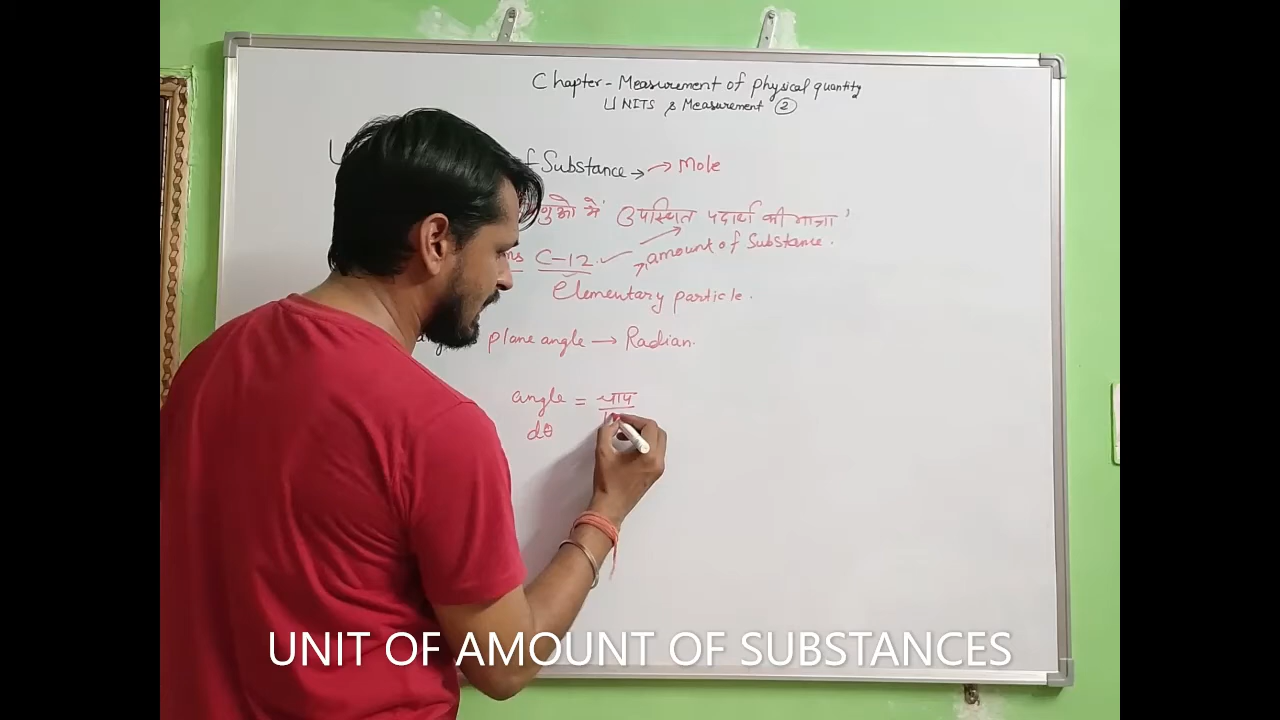 Chapter - Measurement of physical quantity
UNITS & Measurement ②
Substance → → Mole
में उपस्थित पदार्थ की मात्रा '
C-12. → amount of Substance.
Elementary particle.
plane angle → Radian.
angle = चाप
dθ
UNIT OF AMOUNT OF SUBSTANCES